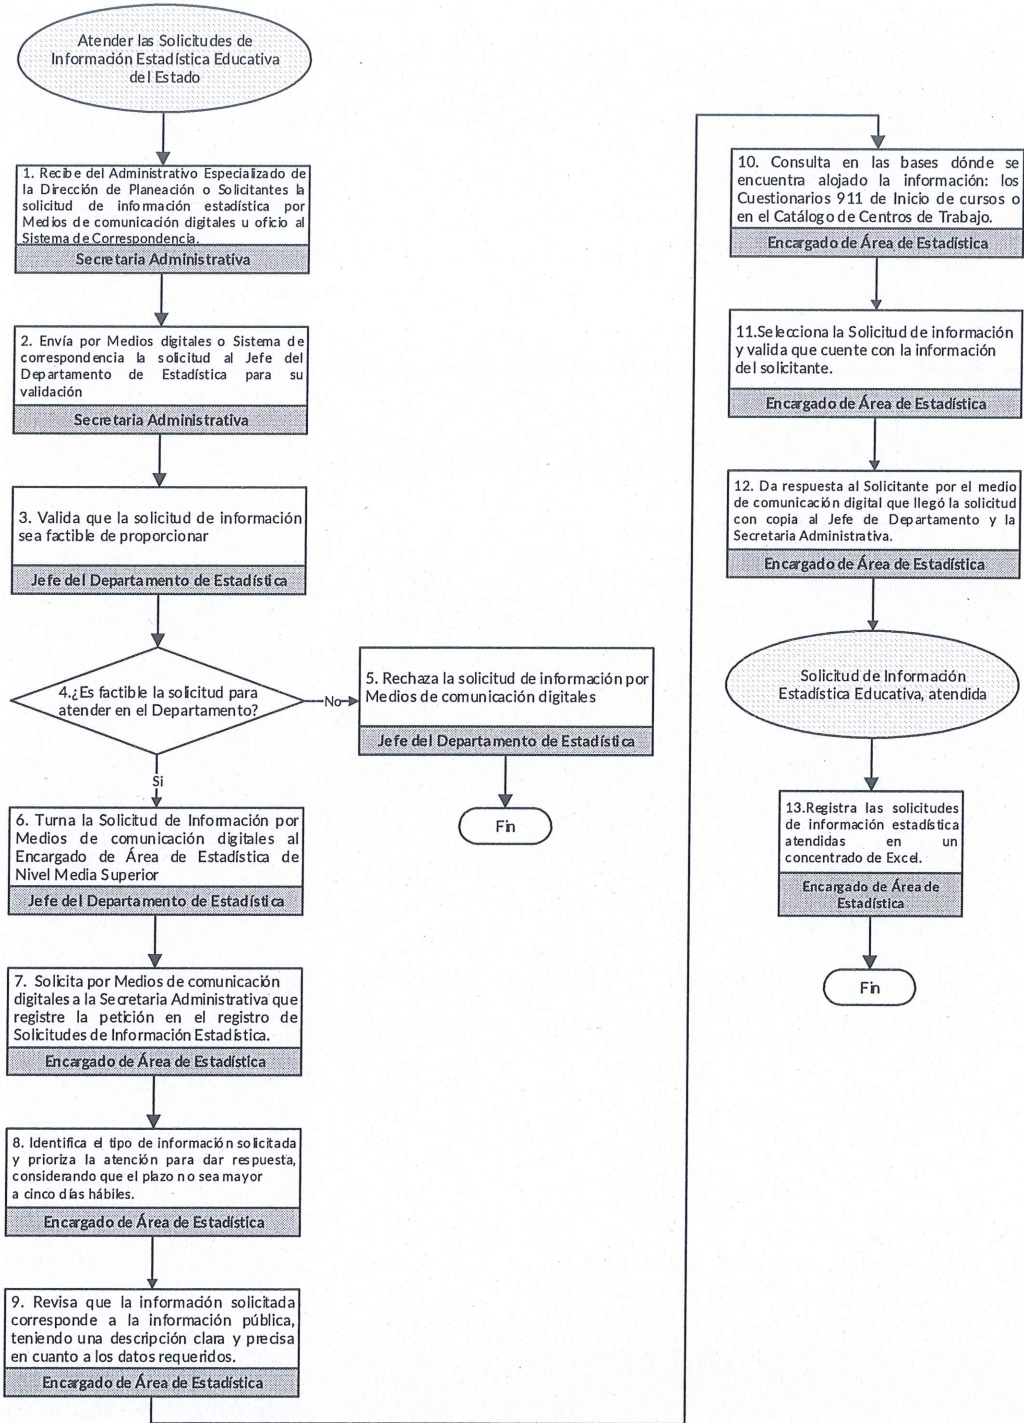 Atender las Solicitudes de
Información Estadística Educativa
del Estado
1. Recibe del Administrativo Especializado de
la Dirección de Planeación o Solicitantes la
solicitud de información estadística por
Medios de comunicación digitales u oficio al
Sistema de Correspondencia.
Secretaria Administrativa
2. Envía por Medios digitales o Sistema de
correspondencia la solicitud al Jefe del
Departamento de Estadística para su
validación
Secretaria Administrativa
3. Valida que la solicitud de información
sea factible de proporcionar
Jefe del Departamento de Estadística
4.¿Es factible la solicitud para
atender en el Departamento?
No
5. Rechaza la solicitud de información por
Medios de comunicación digitales
Jefe del Departamento de Estadística
Fin
Si
6. Turna la Solicitud de Información por
Medios de comunicación digitales al
Encargado de Área de Estadística de
Nivel Media Superior
Jefe del Departamento de Estadística
7. Solicita por Medios de comunicación
digitales a la Secretaria Administrativa que
registre la petición en el registro de
Solicitudes de Información Estadística.
Encargado de Área de Estadística
8. Identifica el tipo de información solicitada
y prioriza la atención para dar respuesta,
considerando que el plazo no sea mayor
a cinco días hábiles.
Encargado de Área de Estadística
9. Revisa que la información solicitada
corresponde a la información pública,
teniendo una descripción clara y precisa
en cuanto a los datos requeridos.
Encargado de Área de Estadística
10. Consulta en las bases dónde se
encuentra alojado la información: los
Cuestionarios 911 de Inicio de cursos o
en el Catálogo de Centros de Trabajo.
Encargado de Área de Estadística
11.Selecciona la Solicitud de información
y valida que cuente con la información
del solicitante.
Encargado de Área de Estadística
12. Da respuesta al Solicitante por el medio
de comunicación digital que llegó la solicitud
con copia al Jefe de Departamento y la
Secretaria Administrativa.
Encargado de Área de Estadística
Solicitud de Información
Estadística Educativa, atendida
13.Registra las solicitudes
de información estadística
atendidas en un
concentrado de Excel.
Encargado de Área de
Estadística
Fin